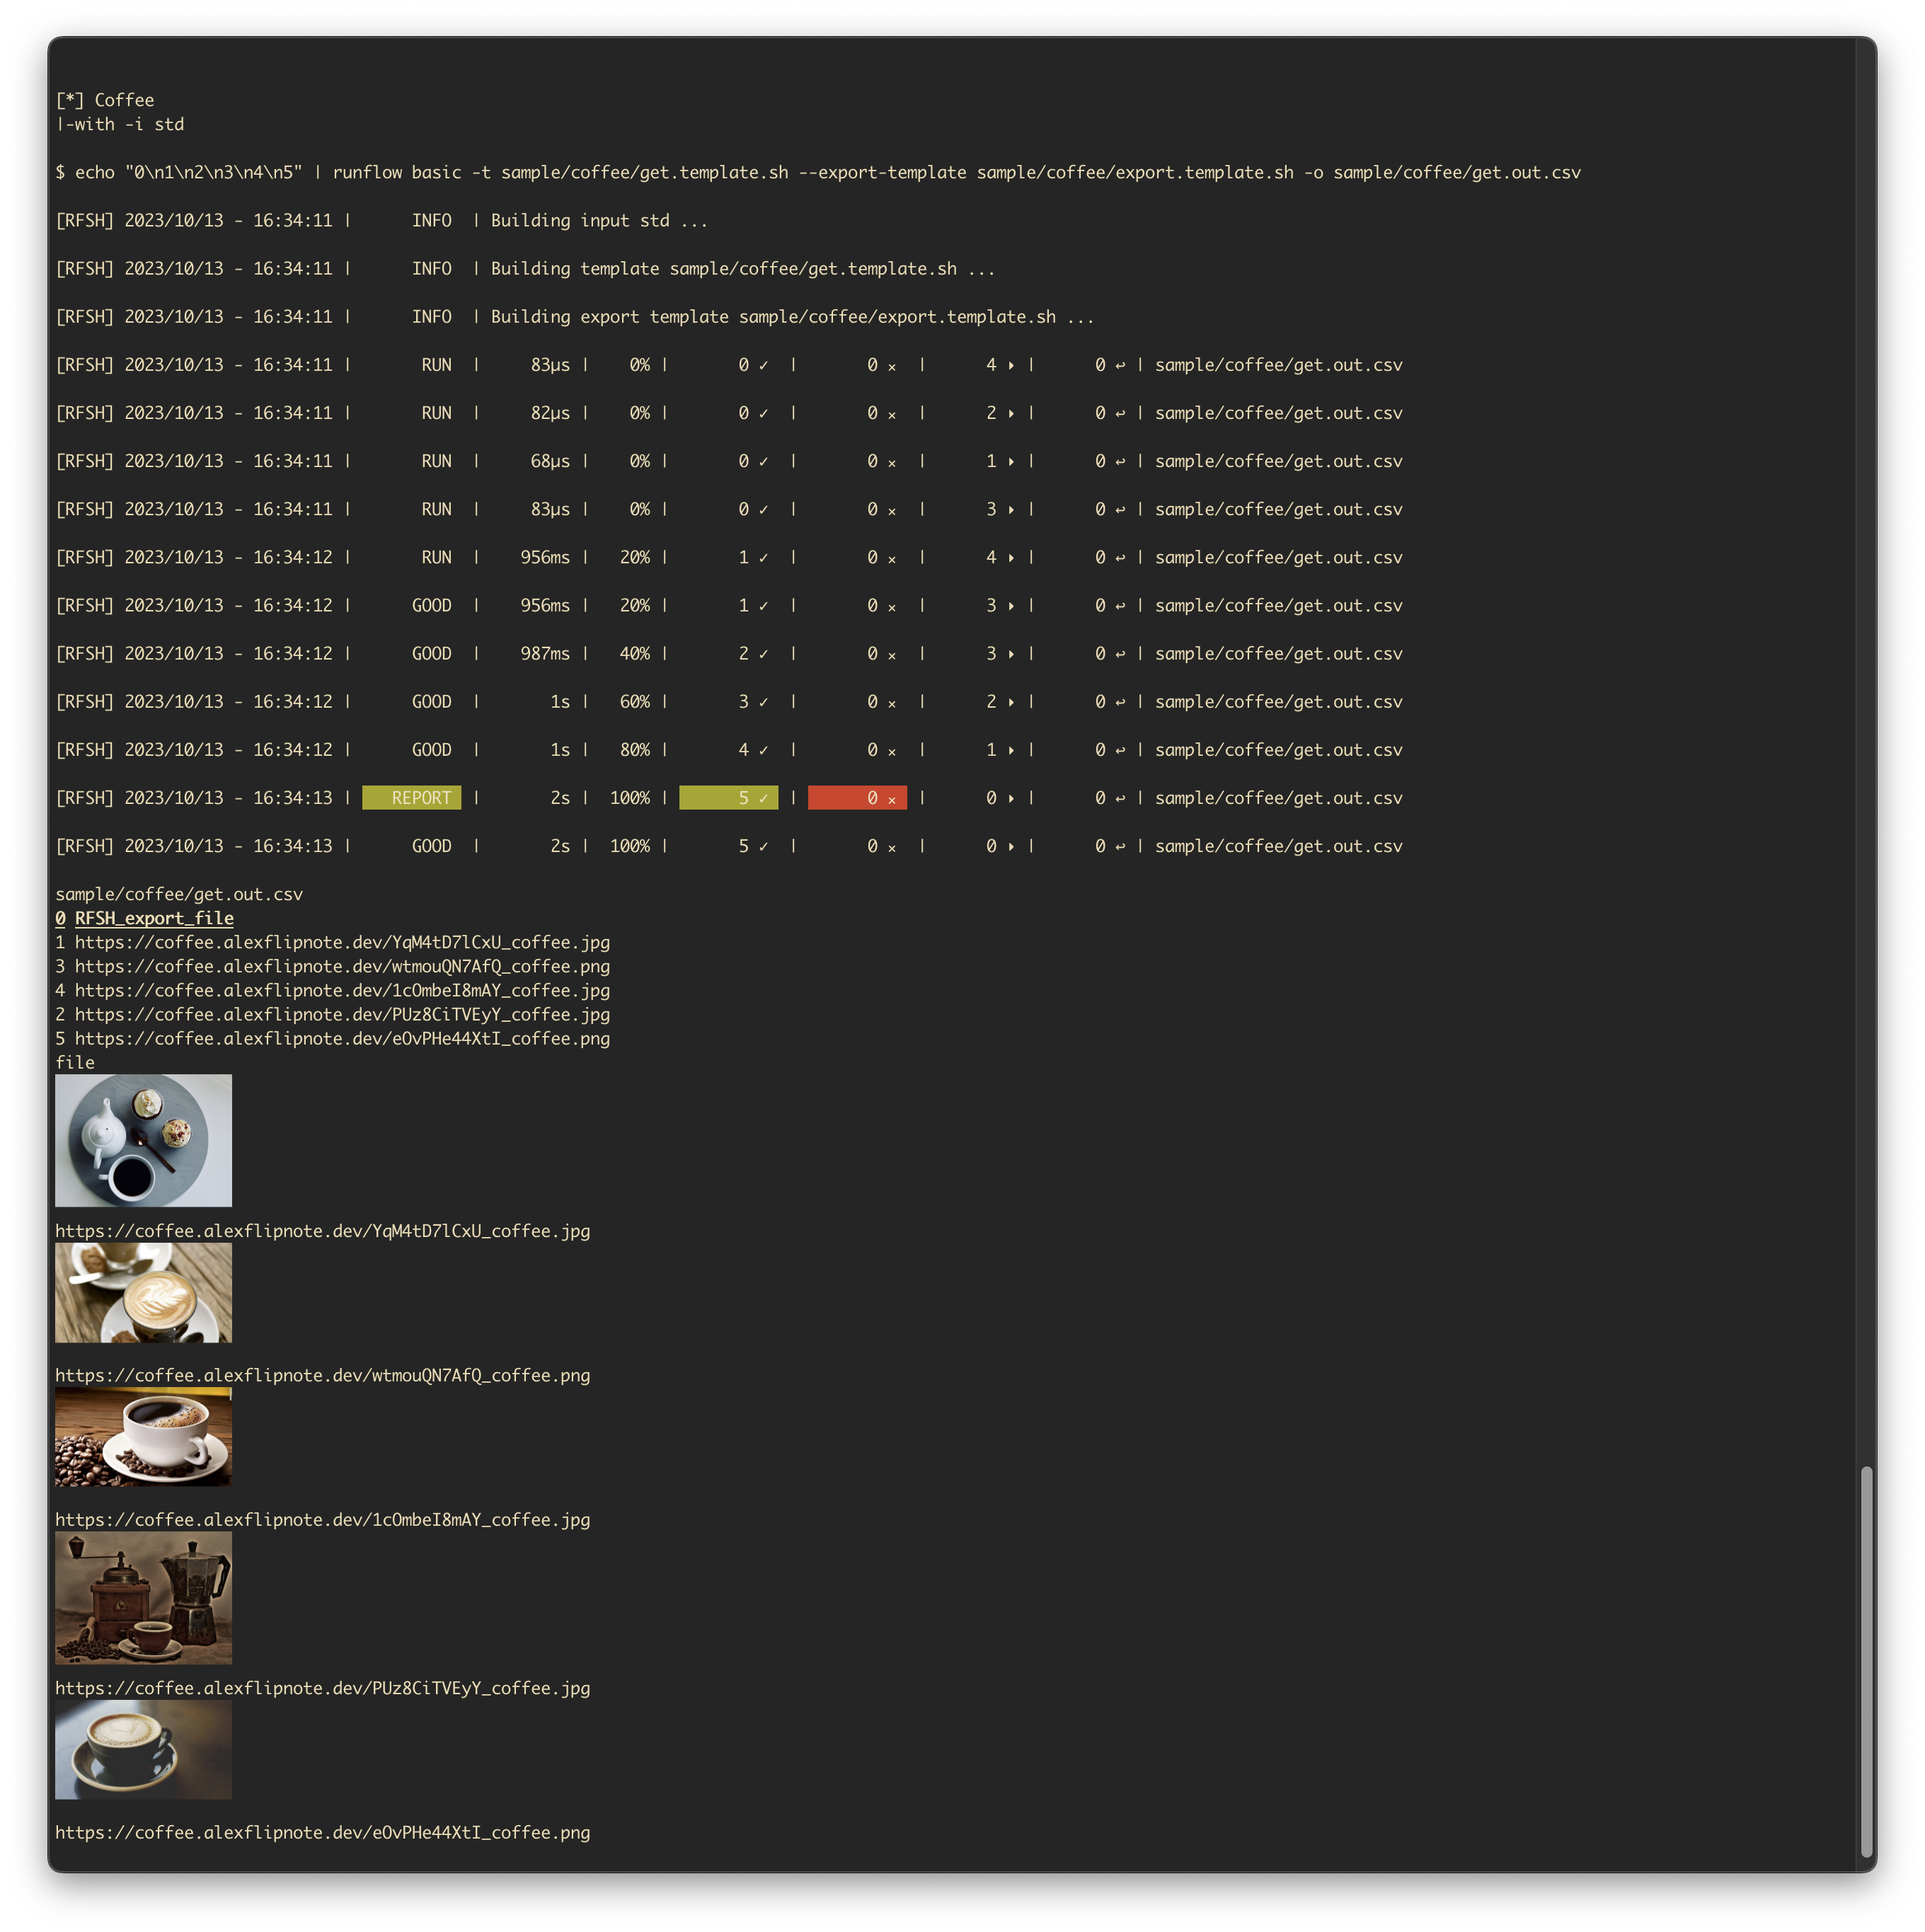 [*] Coffee
|-with -i std
$ echo "0\n1\n2\n3\n4\n5" | runflow basic -t sample/coffee/get.template.sh --export-template sample/coffee/export.template.sh -o sample/coffee/get.out.csv
[RFSH] 2023/10/13 - 16:34:11 | INFO | Building input std ...
[RFSH] 2023/10/13 - 16:34:11 | INFO | Building template sample/coffee/get.template.sh ...
[RFSH] 2023/10/13 - 16:34:11 | INFO | Building export template sample/coffee/export.template.sh ...
[RFSH] 2023/10/13 - 16:34:11 | RUN | 83µs | 0% | 0 ✓ | 0 × | 4 ▸ | 0 ↩ | sample/coffee/get.out.csv
[RFSH] 2023/10/13 - 16:34:11 | RUN | 82µs | 0% | 0 ✓ | 0 × | 2 ▸ | 0 ↩ | sample/coffee/get.out.csv
[RFSH] 2023/10/13 - 16:34:11 | RUN | 68µs | 0% | 0 ✓ | 0 × | 1 ▸ | 0 ↩ | sample/coffee/get.out.csv
[RFSH] 2023/10/13 - 16:34:11 | RUN | 83µs | 0% | 0 ✓ | 0 × | 3 ▸ | 0 ↩ | sample/coffee/get.out.csv
[RFSH] 2023/10/13 - 16:34:12 | RUN | 956ms | 20% | 1 ✓ | 0 × | 4 ▸ | 0 ↩ | sample/coffee/get.out.csv
[RFSH] 2023/10/13 - 16:34:12 | GOOD | 956ms | 20% | 1 ✓ | 0 × | 3 ▸ | 0 ↩ | sample/coffee/get.out.csv
[RFSH] 2023/10/13 - 16:34:12 | GOOD | 987ms | 40% | 2 ✓ | 0 × | 3 ▸ | 0 ↩ | sample/coffee/get.out.csv
[RFSH] 2023/10/13 - 16:34:12 | GOOD | 1s | 60% | 3 ✓ | 0 × | 2 ▸ | 0 ↩ | sample/coffee/get.out.csv
[RFSH] 2023/10/13 - 16:34:12 | GOOD | 1s | 80% | 4 ✓ | 0 × | 1 ▸ | 0 ↩ | sample/coffee/get.out.csv
[RFSH] 2023/10/13 - 16:34:13 | REPORT | 2s | 100% | 5 ✓ | 0 × | 0 ▸ | 0 ↩ | sample/coffee/get.out.csv
[RFSH] 2023/10/13 - 16:34:13 | GOOD | 2s | 100% | 5 ✓ | 0 × | 0 ▸ | 0 ↩ | sample/coffee/get.out.csv
sample/coffee/get.out.csv
0 RFSH_export_file
1 https://coffee.alexflipnote.dev/YqM4tD7lCxU_coffee.jpg
3 https://coffee.alexflipnote.dev/wtmouQN7AfQ_coffee.png
4 https://coffee.alexflipnote.dev/1cOmbeI8mAY_coffee.jpg
2 https://coffee.alexflipnote.dev/PUz8CiTVEyY_coffee.jpg
5 https://coffee.alexflipnote.dev/eOvPHe44XtI_coffee.png
file
https://coffee.alexflipnote.dev/YqM4tD7lCxU_coffee.jpg
https://coffee.alexflipnote.dev/wtmouQN7AfQ_coffee.png
https://coffee.alexflipnote.dev/1cOmbeI8mAY_coffee.jpg
https://coffee.alexflipnote.dev/PUz8CiTVEyY_coffee.jpg
https://coffee.alexflipnote.dev/eOvPHe44XtI_coffee.png